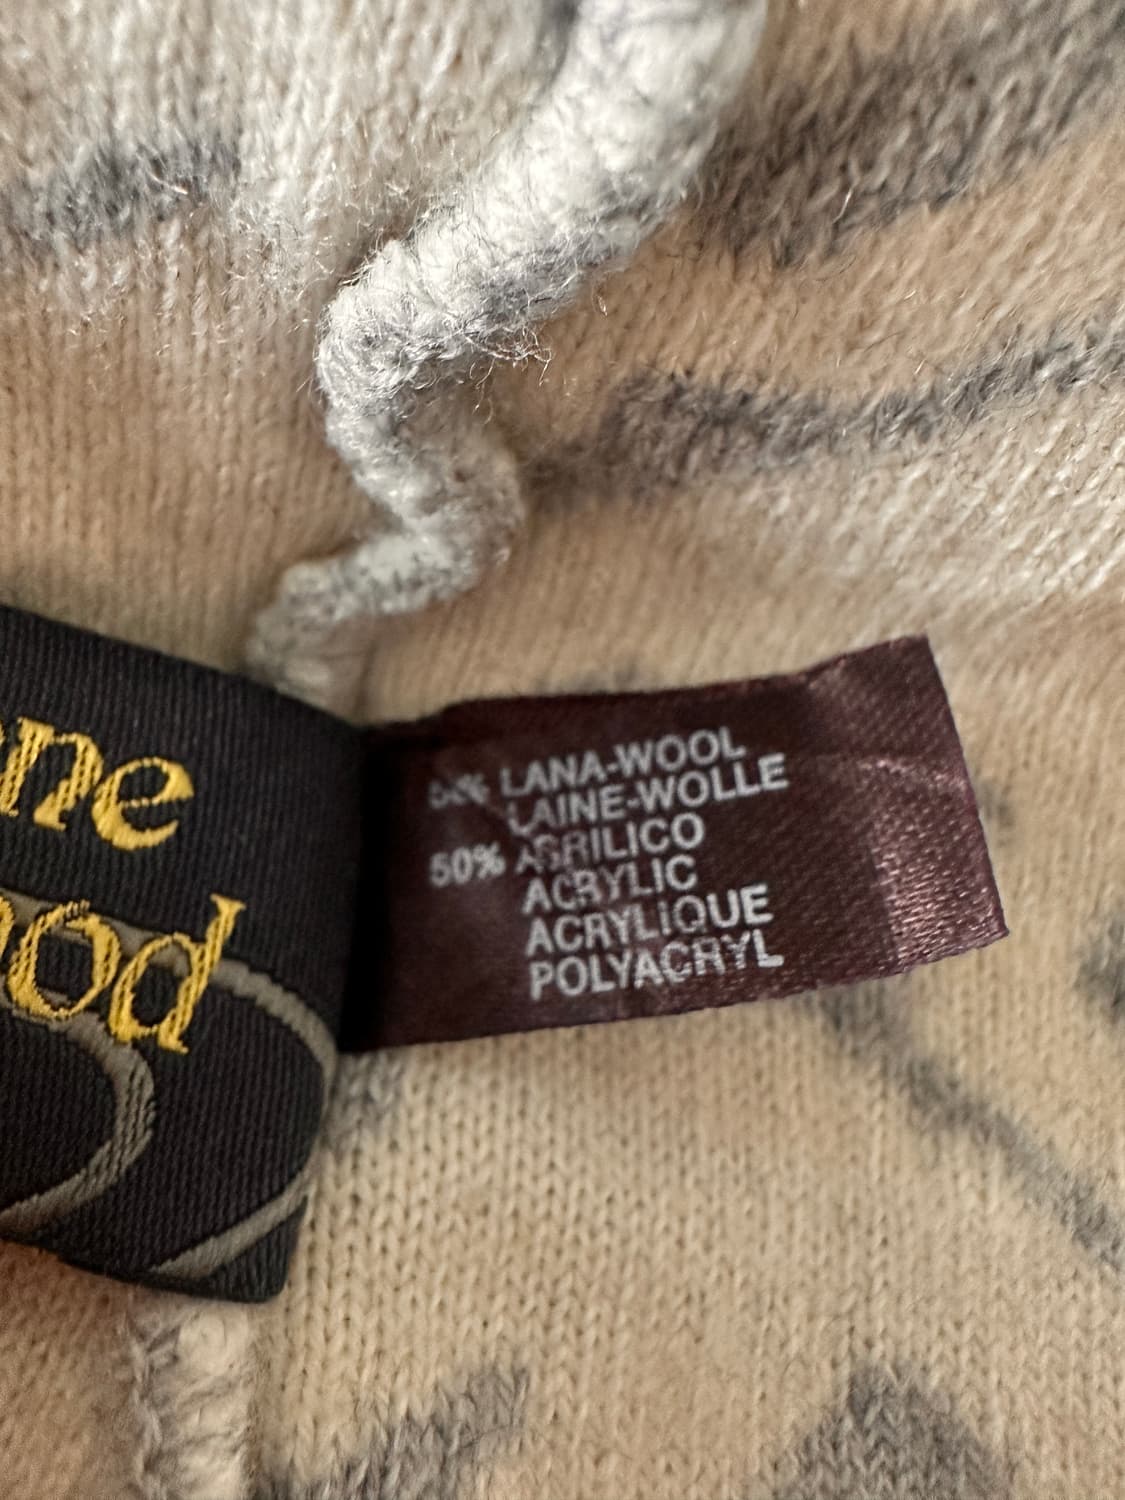 ne
ood
LANA-WOOL
LAINE-WOLLE
50% ACRILICO
ACRYLIC
ACRYLIQUE
POLYACRYL